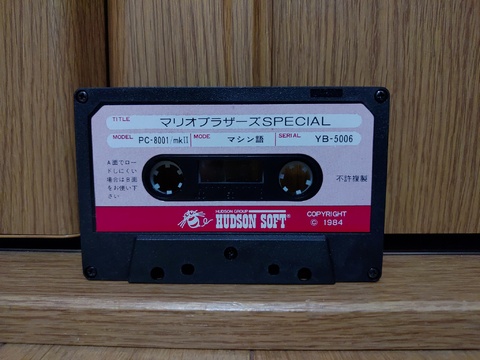 TITLE マリオブラザーズSPECIAL
MODEL PC-8001/mkII MODE マシン語 SERIAL YB-5006
A面でロー
ドしにくい
場合はB面
をお使い下
さい
不許複製
HUDSON GROUP
HUDSON SOFT®
COPYRIGHT
© 1984